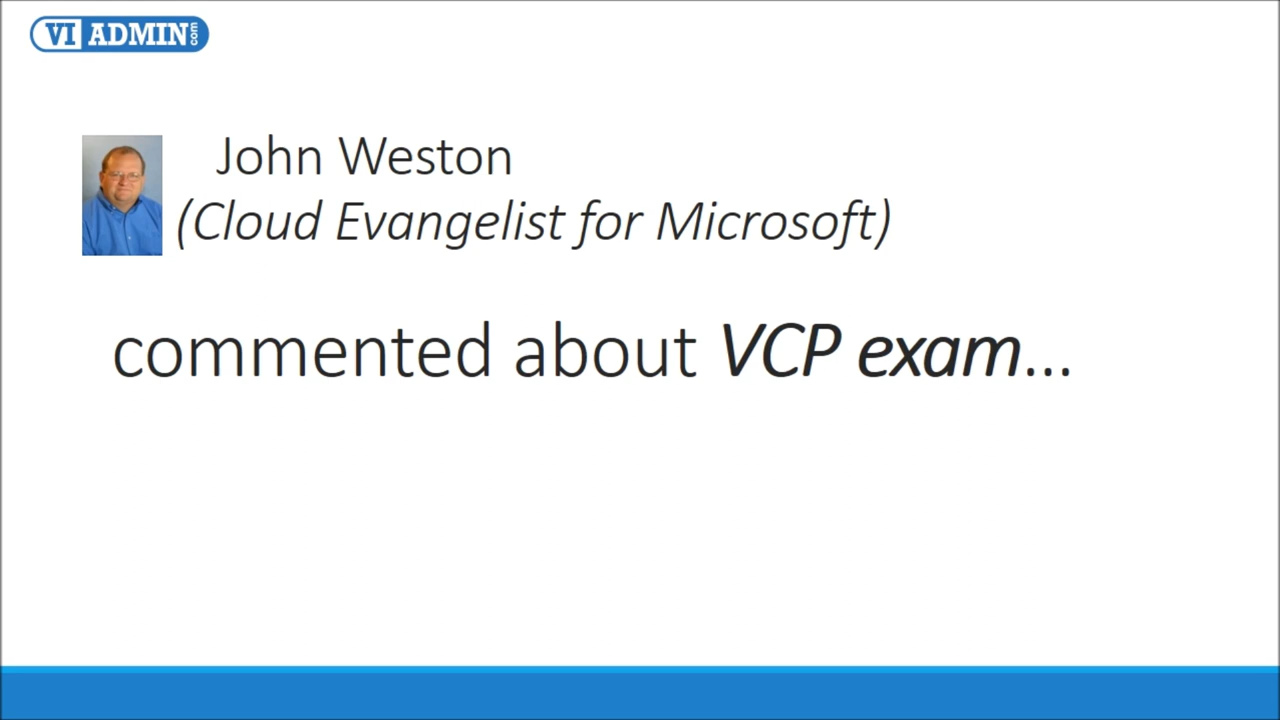 VI ADMIN.com
John Weston
(Cloud Evangelist for Microsoft)
commented about VCP exam...